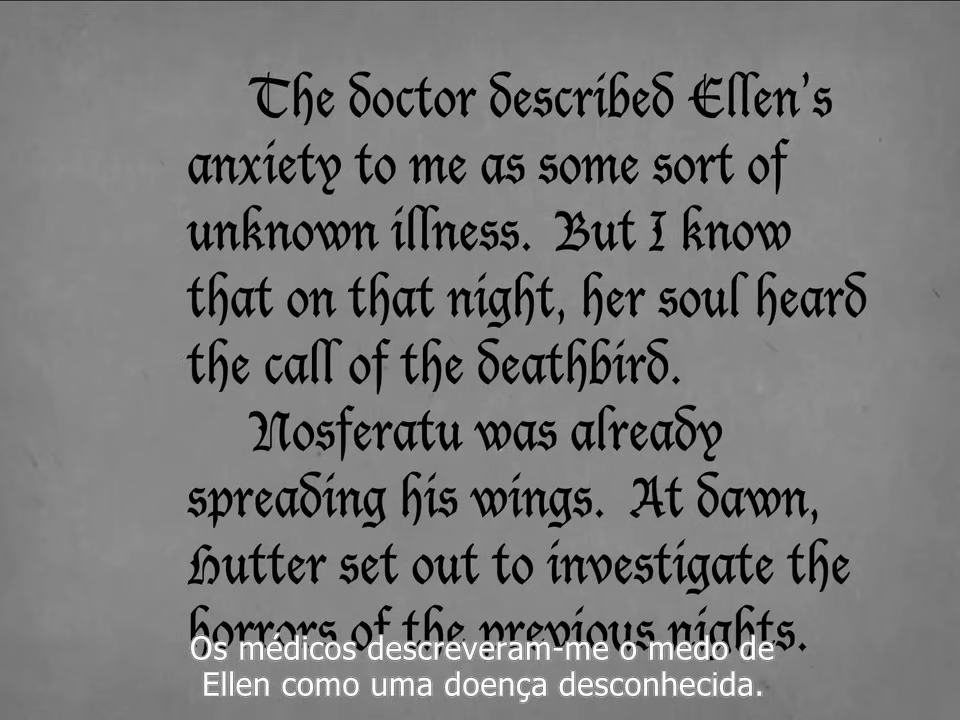 The doctor described Ellen's
anxiety to me as some sort of
unknown illness. But I know
that on that night, her soul heard
the call of the deathbird.
Nosferatu was already
spreading his wings. At dawn,
Hutter set out to investigate the
horrors of the previous nights.
Os médicos descreveram-me o medo de
Ellen como uma doença desconhecida.